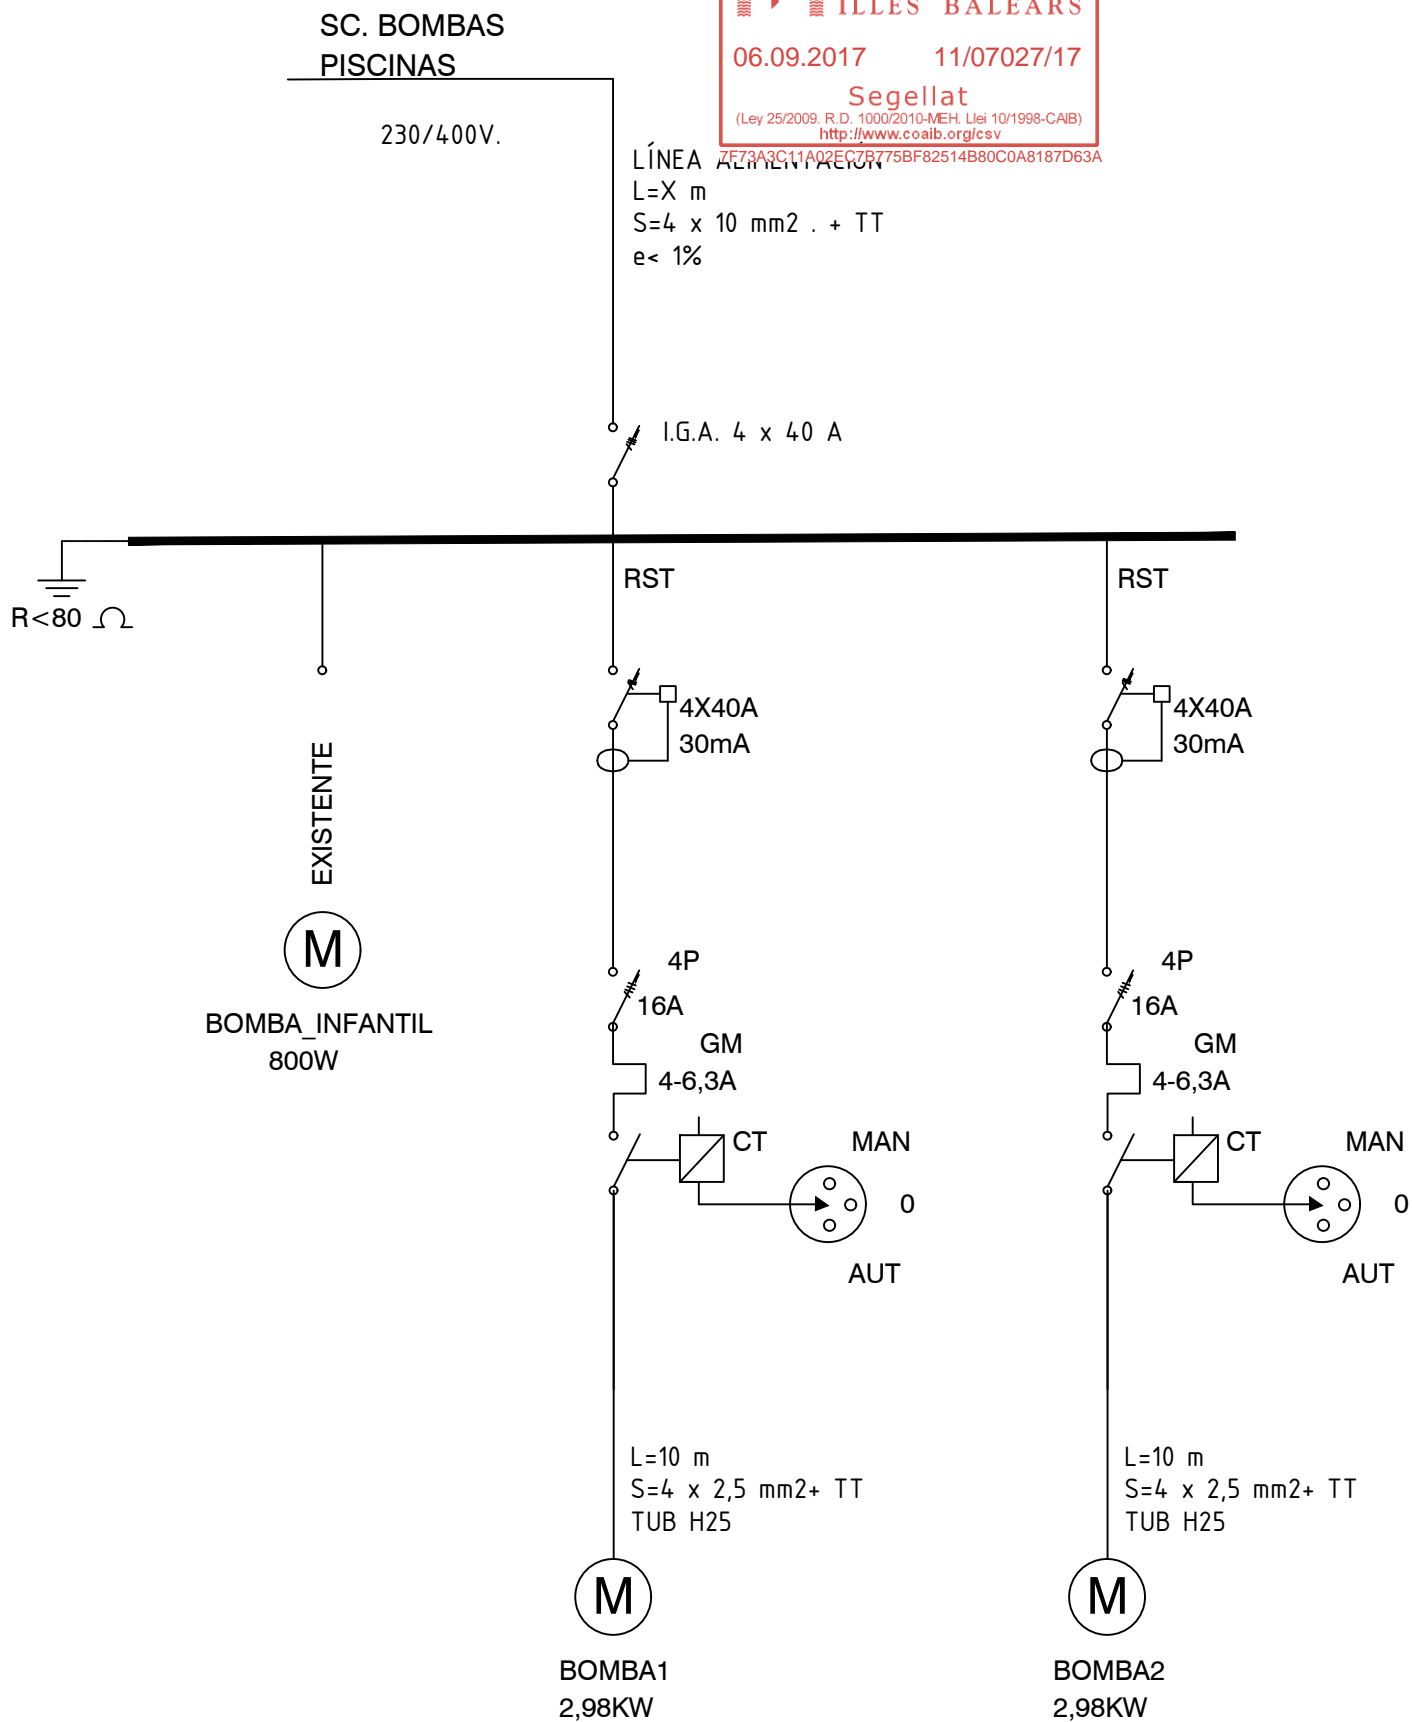 SC. BOMBAS
PISCINAS
230/400V.
ILLES BALEARS
06.09.2017 11/07027/17
Segellat
(Ley 25/2009. R.D. 1000/2010-MEH. Llei 10/1998-CAIB)
http://www.coaib.org/csv
7F73A3C11A02EC7B775BF82514B80C0A8187D63A
LÍNEA ALIMENTACIÓN
L=X m
S=4 x 10 mm2 . + TT
e< 1%
I.G.A. 4 x 40 A
R<80 Ω
RST
RST
4X40A
30mA
4X40A
30mA
EXISTENTE
M
BOMBA_INFANTIL
800W
4P
16A
GM
4-6,3A
CT
MAN
0
AUT
4P
16A
GM
4-6,3A
CT
MAN
0
AUT
L=10 m
S=4 x 2,5 mm2+ TT
TUB H25
L=10 m
S=4 x 2,5 mm2+ TT
TUB H25
M
BOMBA1
2,98KW
M
BOMBA2
2,98KW